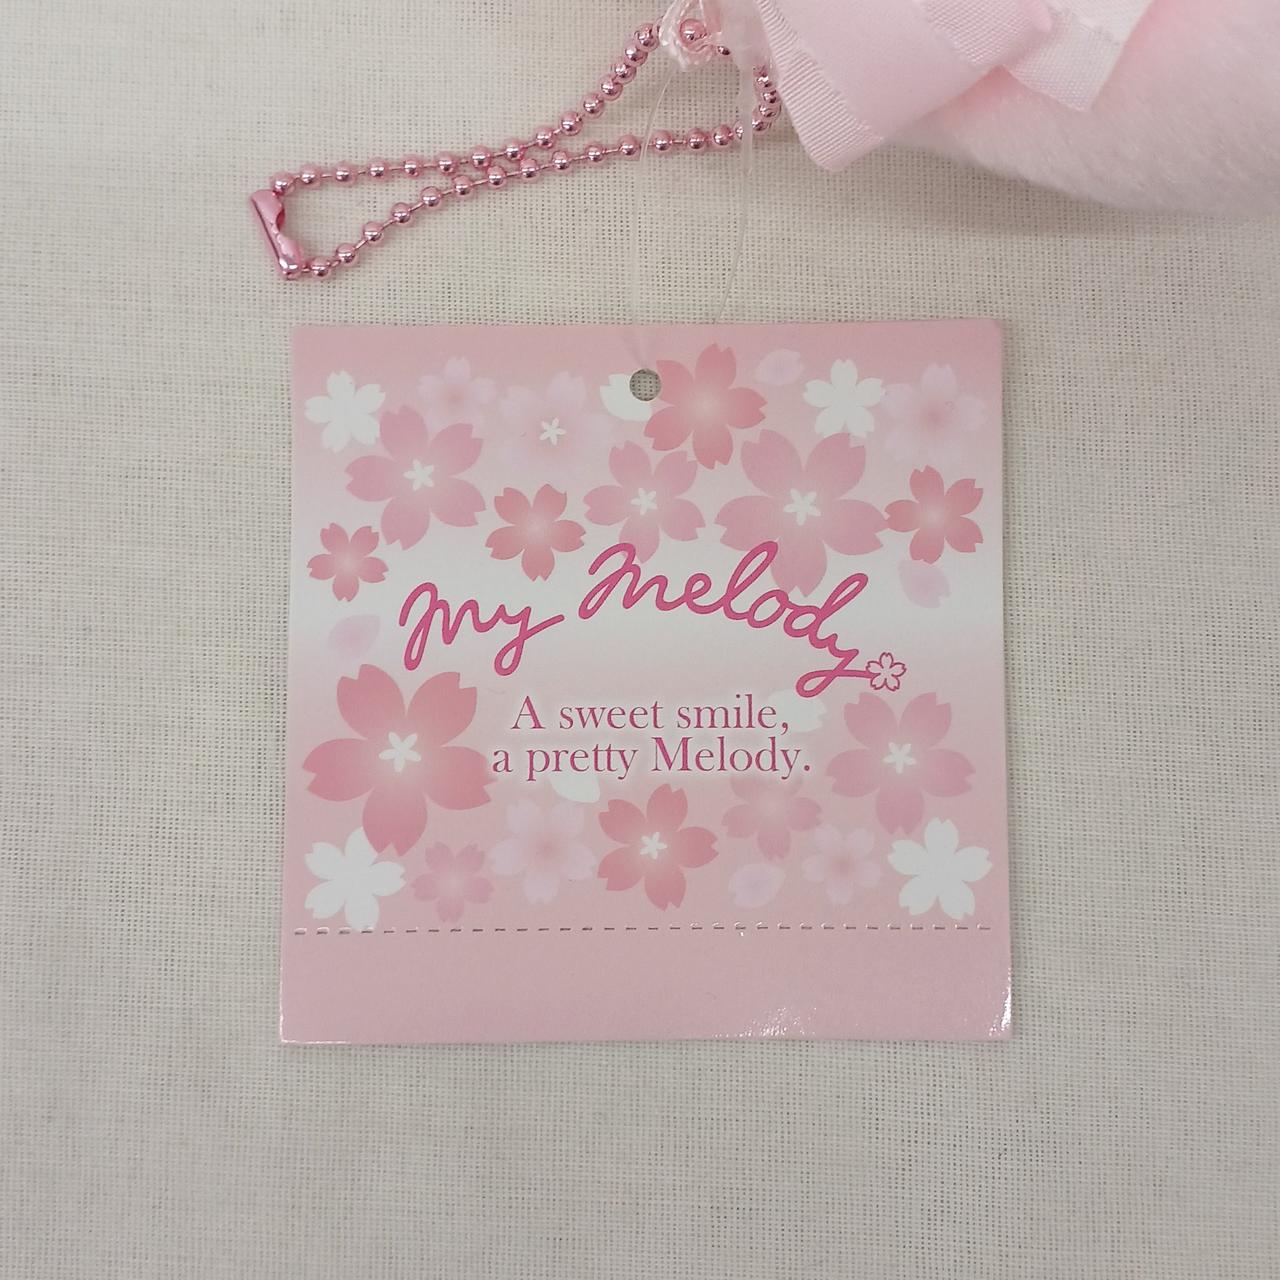 My Melody
A sweet smile,
a pretty Melody.